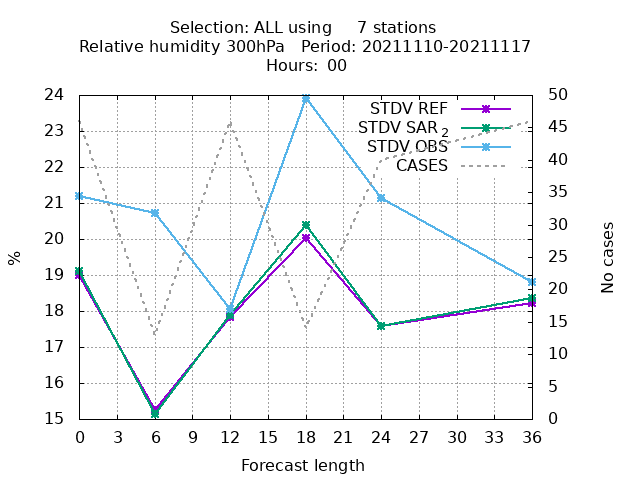 Selection: ALL using 7 stations
Relative humidity 300hPa Period: 20211110-20211117
Hours: 00
STDV REF
STDV SAR2
STDV OBS
CASES
24
23
22
21
20
19
18
17
16
15
%
50
45
40
35
30
25
20
15
10
5
0
No cases
0 3 6 9 12 15 18 21 24 27 30 33 36
Forecast length